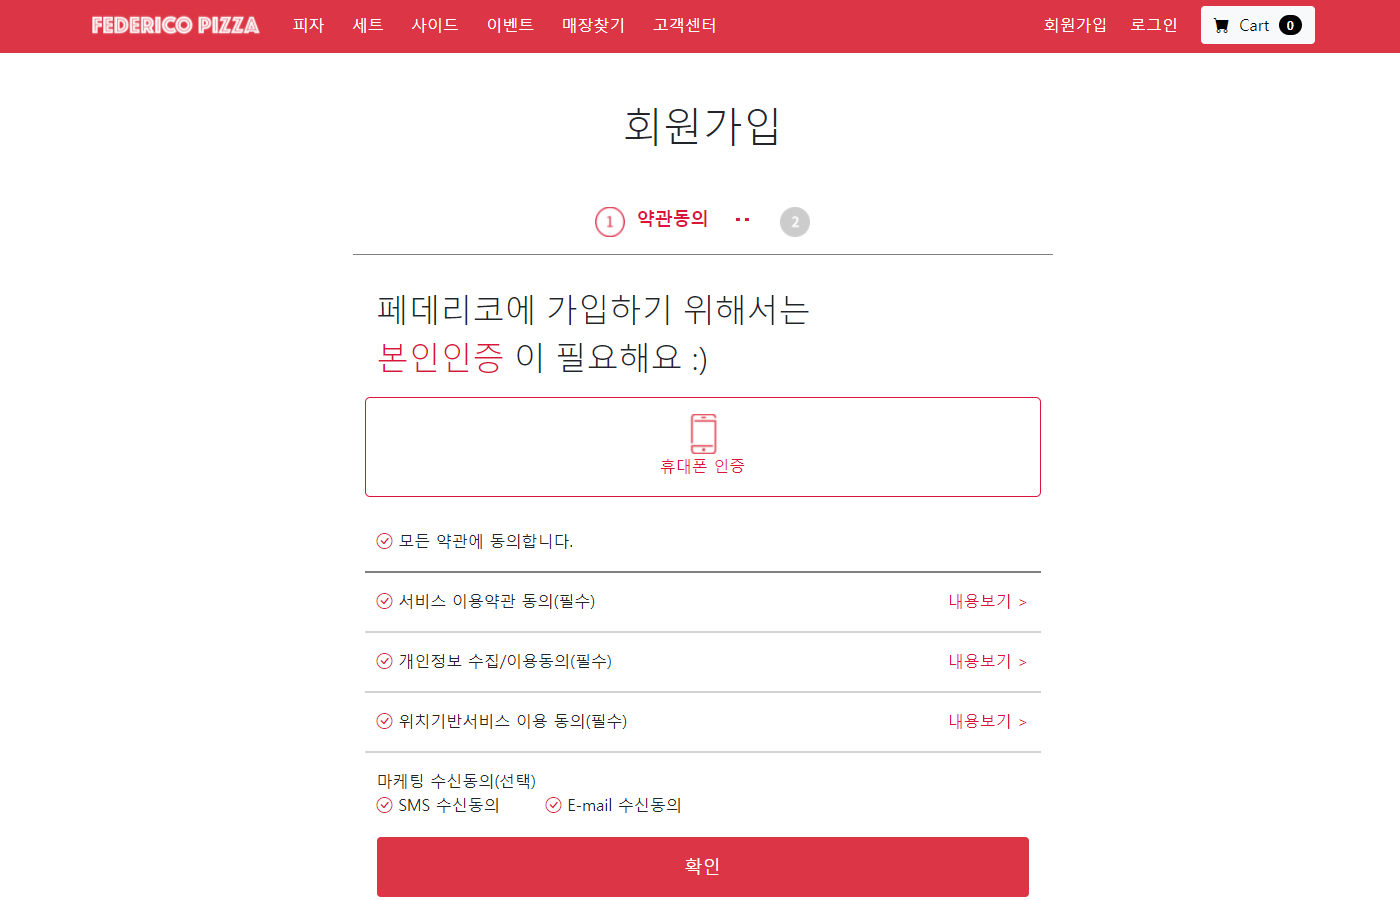 FEDERICO PIZZA 피자 세트 사이드 이벤트 매장찾기 고객센터 회원가입 로그인 Cart 0
회원가입
1 약관동의 2
페데리코에 가입하기 위해서는
본인인증 이 필요해요 :)
휴대폰 인증
모든 약관에 동의합니다.
서비스 이용약관 동의(필수) 내용보기 >
개인정보 수집/이용동의(필수) 내용보기 >
위치기반서비스 이용 동의(필수) 내용보기 >
마케팅 수신동의(선택)
SMS 수신동의 E-mail 수신동의
확인